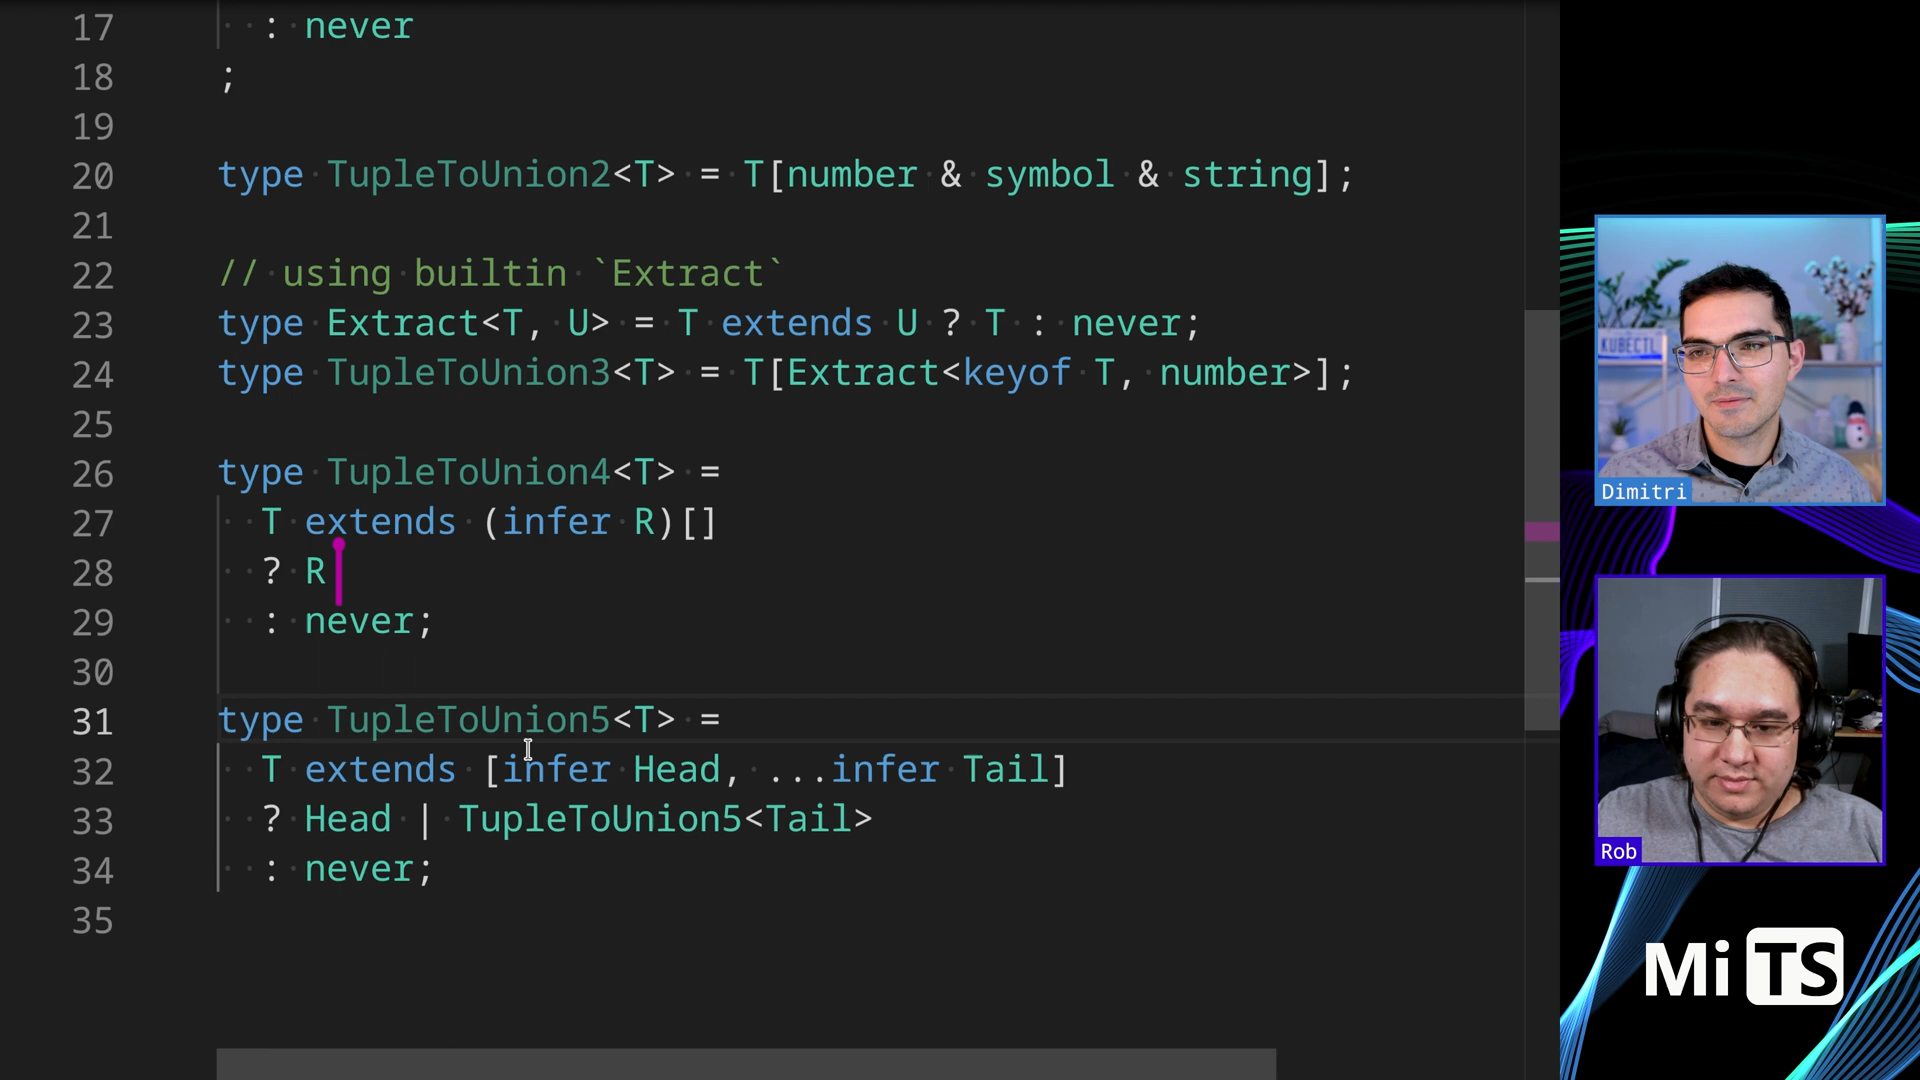 17 : never
18 ;
19
20 type TupleToUnion2<T> = T[number & symbol & string];
21
22 // using builtin `Extract`
23 type Extract<T, U> = T extends U ? T : never;
24 type TupleToUnion3<T> = T[Extract<keyof T, number>];
25
26 type TupleToUnion4<T> =
27 T extends (infer R)[]
28 ? R
29 : never;
30
31 type TupleToUnion5<T> =
32 T extends [infer Head, ...infer Tail]
33 ? Head | TupleToUnion5<Tail>
34 : never;
35
KUBECTL
Dimitri
Rob
Mi TS